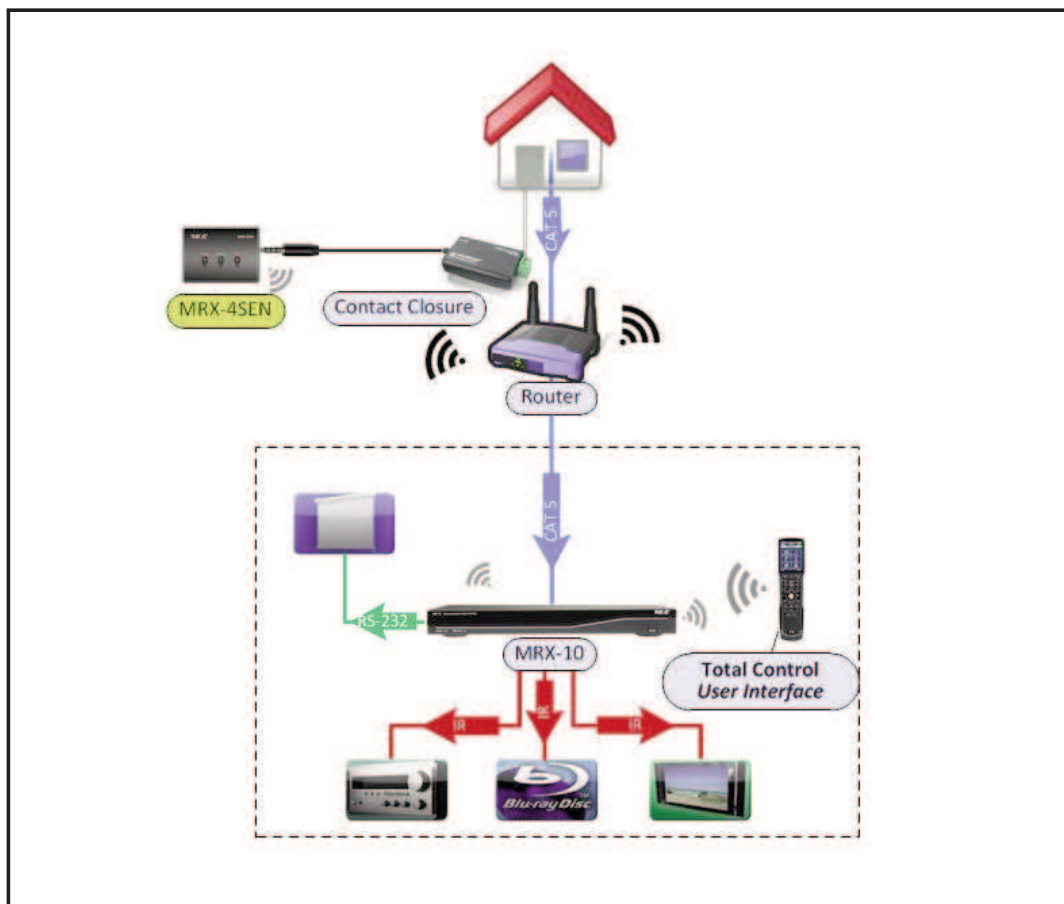 CAT 5
MRX-4SEN
Contact Closure
Router
CAT 5
RS-232
MRX-10
Total Control
User Interface
IR
IR
IR
Blu-ray Disc